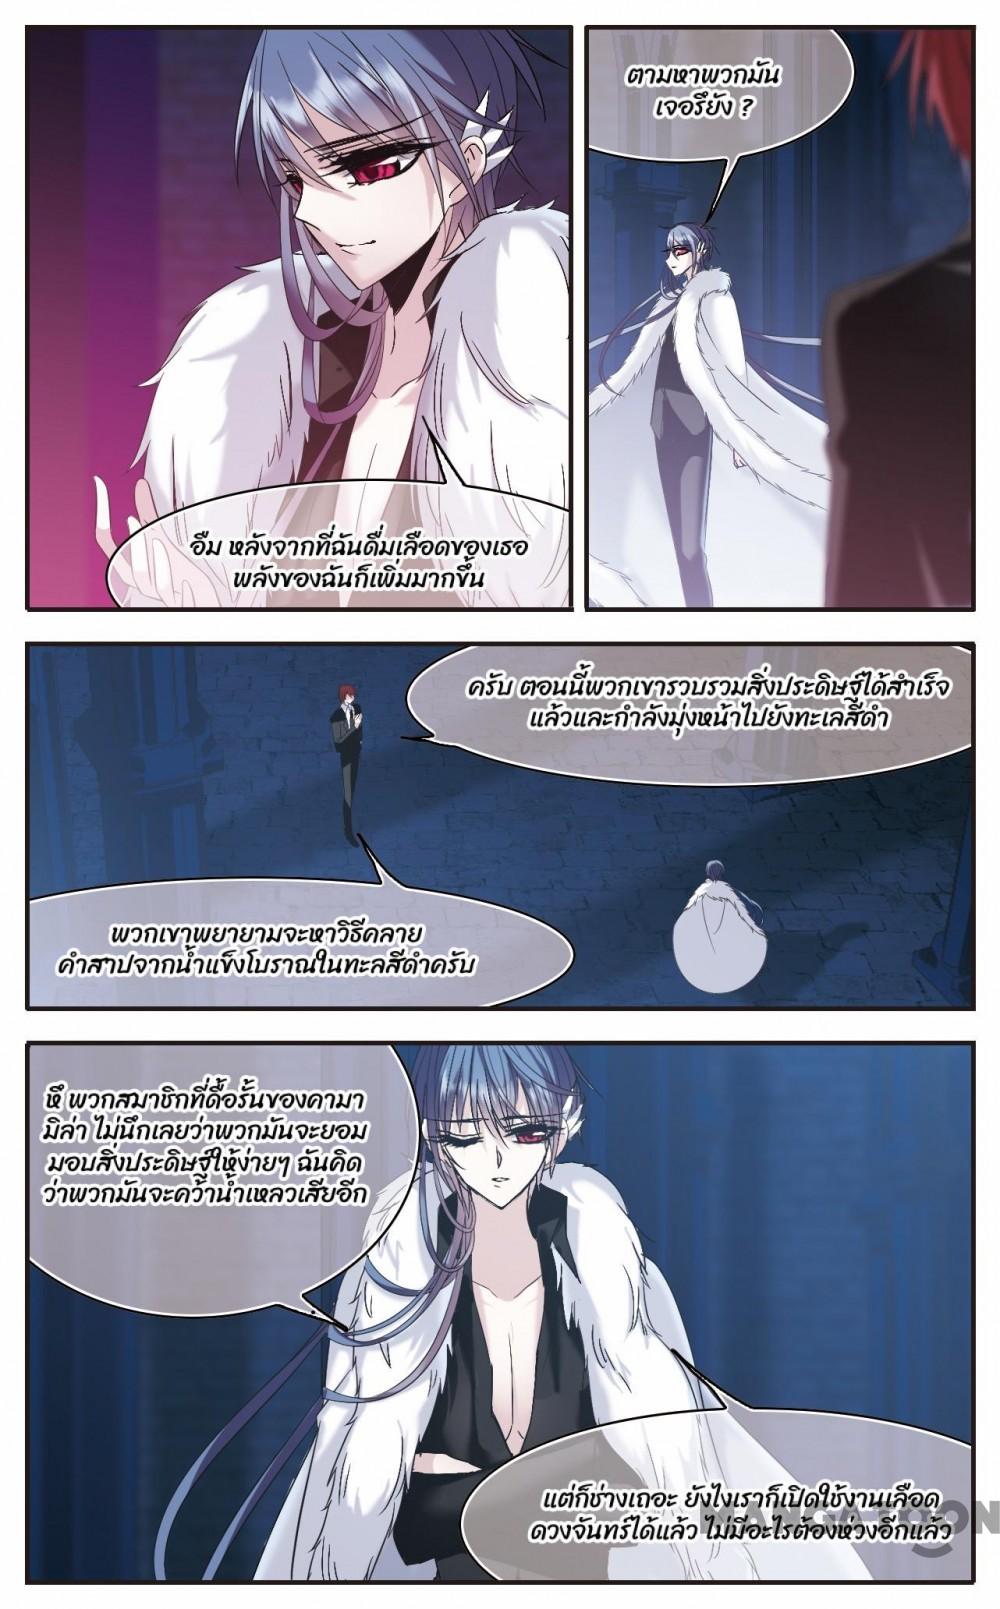 อืม หลังจากที่ฉันดื่มเลือดของเธอ
พลังของฉันก็เพิ่มมากขึ้น
ตามหาพวกมัน
เจอรึยัง ?
ครับ ตอนนี้พวกเขารวบรวมสิ่งประดิษฐ์ได้สำเร็จ
แล้วและกำลังมุ่งหน้าไปยังทะเลสีดำ
พวกเขาพยายามจะหาวิธีคลาย
คำสาปจากน้ำแข็งโบราณในทะลสีดำครับ
หึ พวกสมาชิกที่ดื้อรั้นของคามา
มิล่า ไม่นึกเลยว่าพวกมันจะยอม
มอบสิ่งประดิษฐ์ให้ง่ายๆ ฉันคิด
ว่าพวกมันจะคว้าน้ำเหลวเสียอีก
แต่ก็ช่างเถอะ ยังไงเราก็เปิดใช้งานเลือด
ดวงจันทร์ได้แล้ว ไม่มีอะไรต้องห่วงอีกแล้ว
MANGATOON